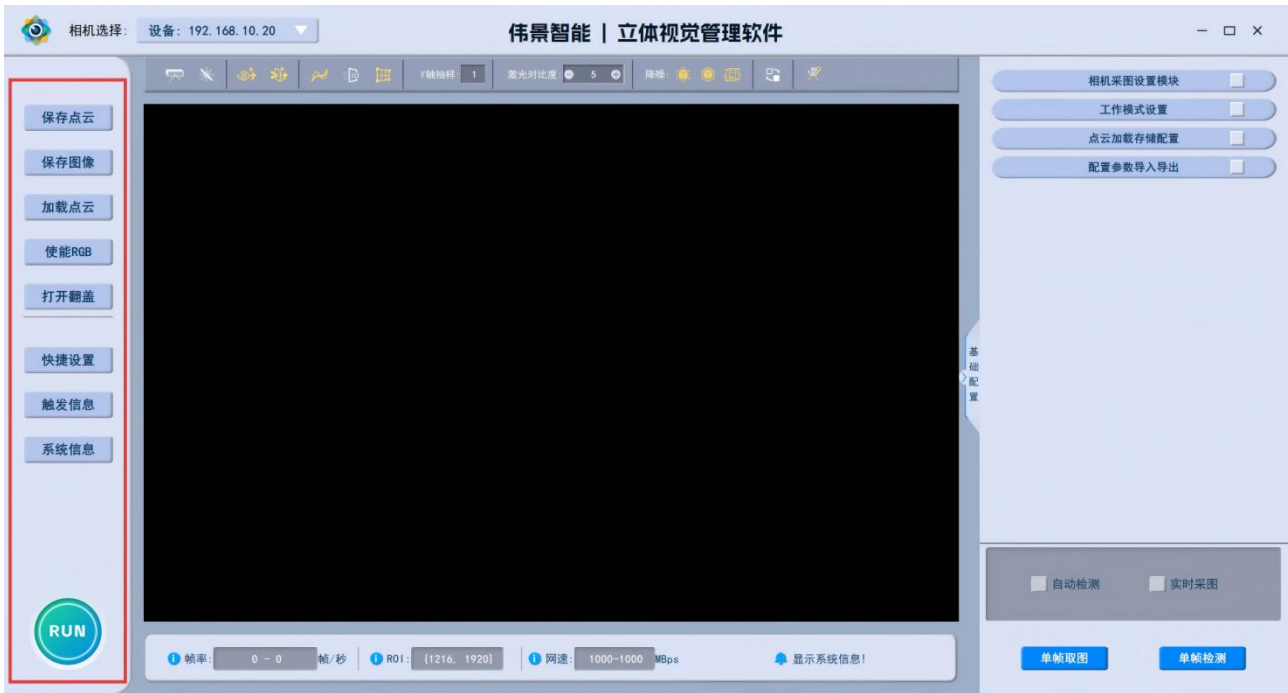 相机选择: 设备: 192.168.10.20
伟景智能 | 立体视觉管理软件
Y轴抽样: 1 激光对比度: 5 降噪:
保存点云
保存图像
加载点云
使能RGB
打开翻盖
快捷设置
触发信息
系统信息
RUN
基础配置
相机采图设置模块
工作模式设置
点云加载存储配置
配置参数导入导出
自动检测 实时采图
帧率: 0 - 0 帧/秒 ROI: [1216, 1920] 网速: 1000-1000 MBps 显示系统信息!
单帧取图 单帧检测